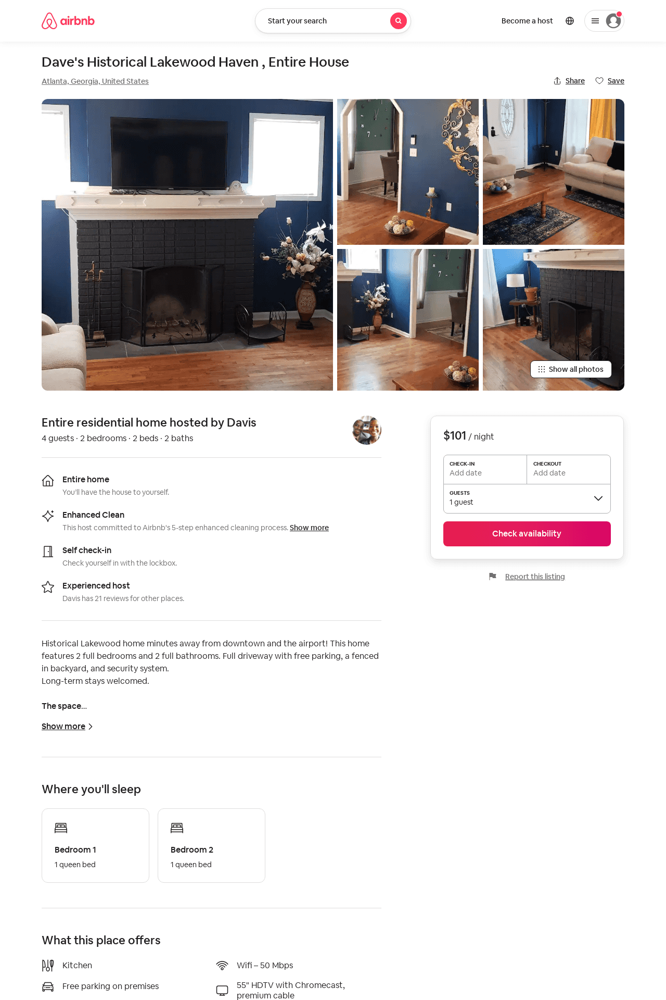 airbnb
Start your search
Become a host
Dave's Historical Lakewood Haven , Entire House
Atlanta, Georgia, United States
Share
Save
Show all photos
Entire residential home hosted by Davis
4 guests · 2 bedrooms · 2 beds · 2 baths
$101 / night
CHECK-IN
Add date
CHECKOUT
Add date
GUESTS
1 guest
Check availability
Report this listing
Entire home
You'll have the house to yourself.
Enhanced Clean
This host committed to Airbnb's 5-step enhanced cleaning process. Show more
Self check-in
Check yourself in with the lockbox.
Experienced host
Davis has 21 reviews for other places.
Historical Lakewood home minutes away from downtown and the airport! This home
features 2 full bedrooms and 2 full bathrooms. Full driveway with free parking, a fenced
in backyard, and security system.
Long-term stays welcomed.
The space...
Show more
Where you'll sleep
Bedroom 1
1 queen bed
Bedroom 2
1 queen bed
What this place offers
Kitchen
Wifi – 50 Mbps
Free parking on premises
55" HDTV with Chromecast,
premium cable